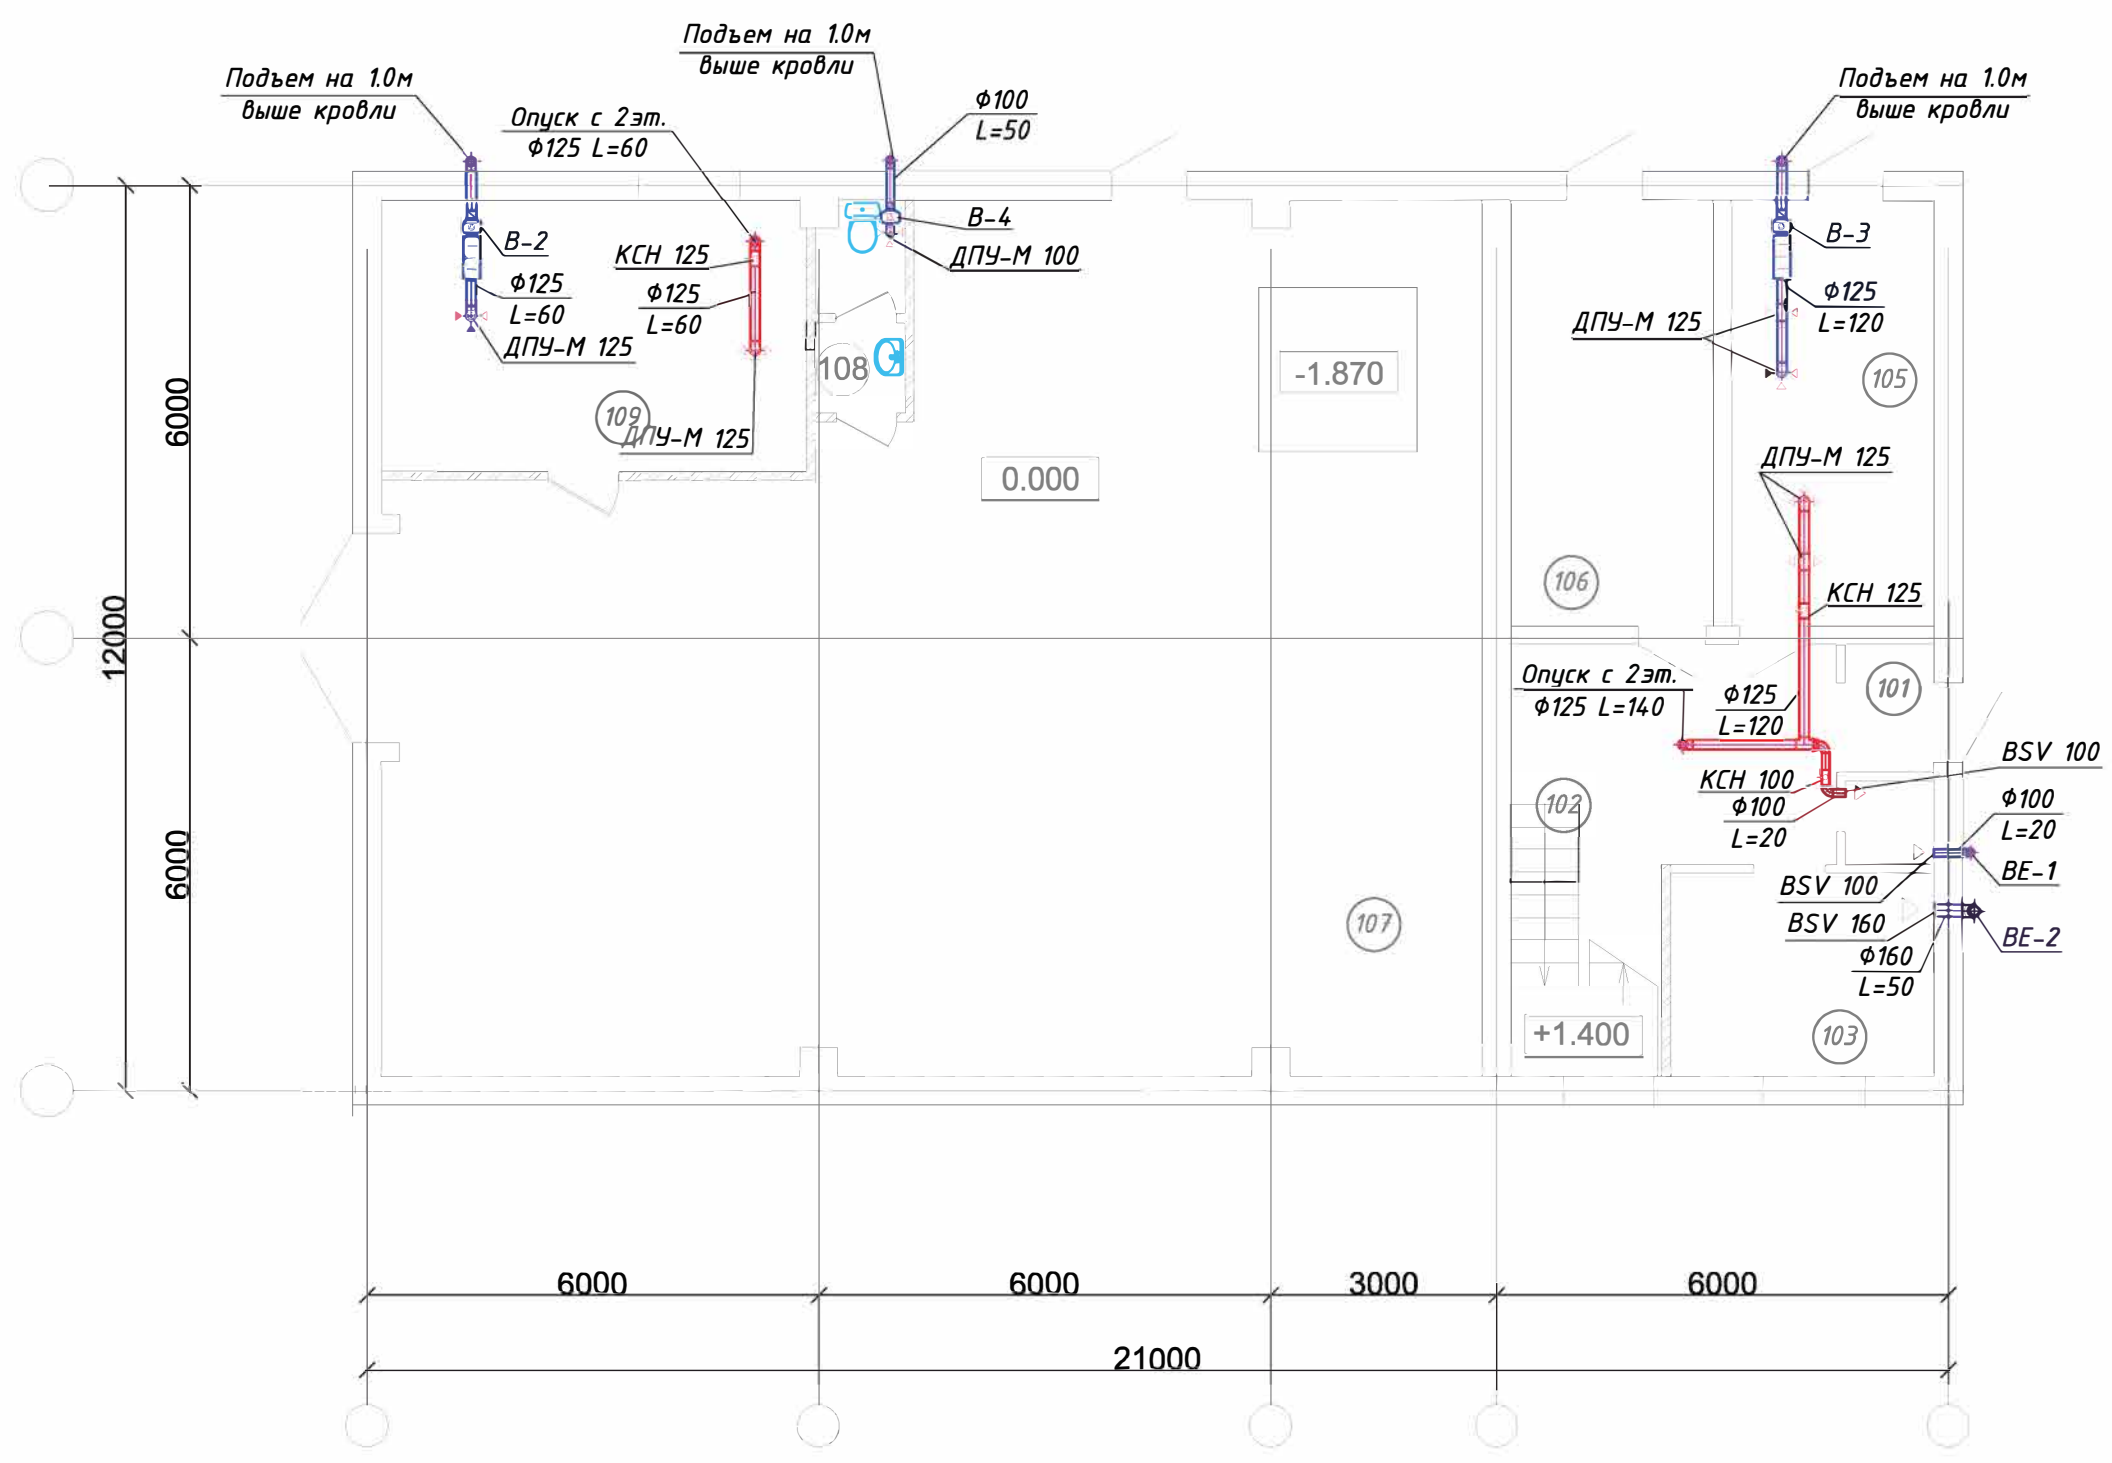 Подъем на 1.0м
выше кровли
Подъем на 1.0м
выше кровли
Подъем на 1.0м
выше кровли
Опуск с 2эт.
Ф125 L=60
Ф100
L=50
В-2
Ф125
L=60
ДПУ-М 125
КСН 125
Ф125
L=60
ДПУ-М 125
109
В-4
ДПУ-М 100
108
-1.870
0.000
В-3
Ф125
L=120
ДПУ-М 125
105
ДПУ-М 125
106
КСН 125
Опуск с 2эт.
Ф125 L=140
Ф125
L=120
101
КСН 100
Ф100
L=20
102
BSV 100
Ф100
L=20
BSV 100
ВЕ-1
BSV 160
ВЕ-2
Ф160
L=50
107
+1.400
103
6000
12000
6000
6000
6000
3000
6000
21000